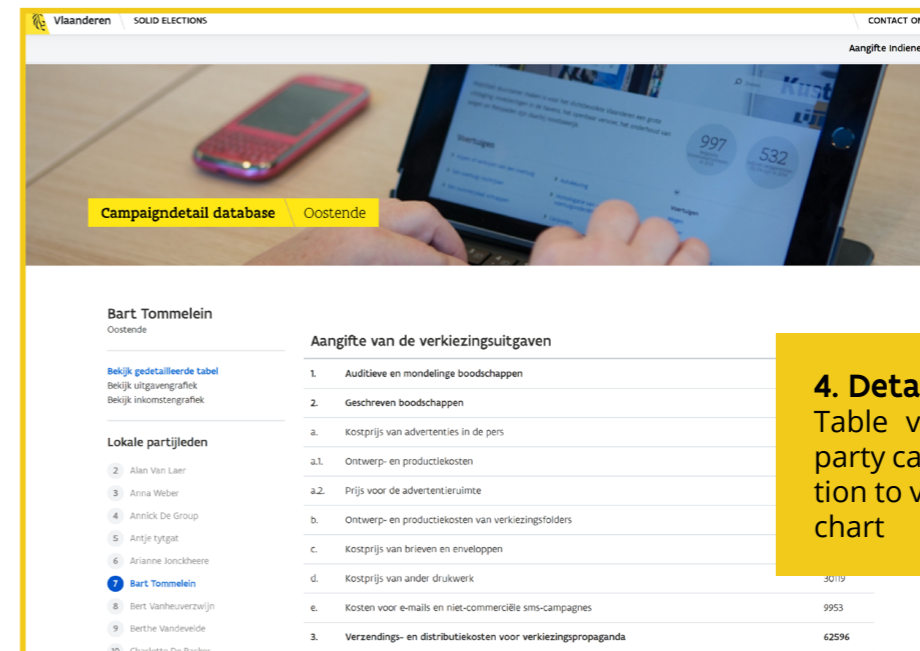 Vlaanderen SOLID ELECTIONS CONTACT
Aangifte
997
532
Voertuigen
Voertuigen
Campaigndetail database Oostende
Bart Tommelein
Oostende
Bekijk gedetailleerde tabel
Bekijk uitgavengrafiek
Bekijk inkomstengrafiek
Lokale partijleden
2 Alan Van Laer
3 Anna Weber
4 Annick De Group
5 Antje tytgat
6 Arianne Jonckheere
7 Bart Tommelein
8 Bert Vanheuverzwijn
9 Berthe Vandevelde
Aangifte van de verkiezingsuitgaven
1. Auditieve en mondelinge boodschappen
2. Geschreven boodschappen
a. Kostprijs van advertenties in de pers
a.1. Ontwerp- en productiekosten
a.2. Prijs voor de advertentieruimte
b. Ontwerp- en productiekosten van verkiezingsfolders
c. Kostprijs van brieven en enveloppen
d. Kostprijs van ander drukwerk 30119
e. Kosten voor e-mails en niet-commerciële sms-campagnes 9953
3. Verzendings- en distributiekosten voor verkiezingspropaganda 62596
4. Deta
Table v
party ca
tion to v
chart